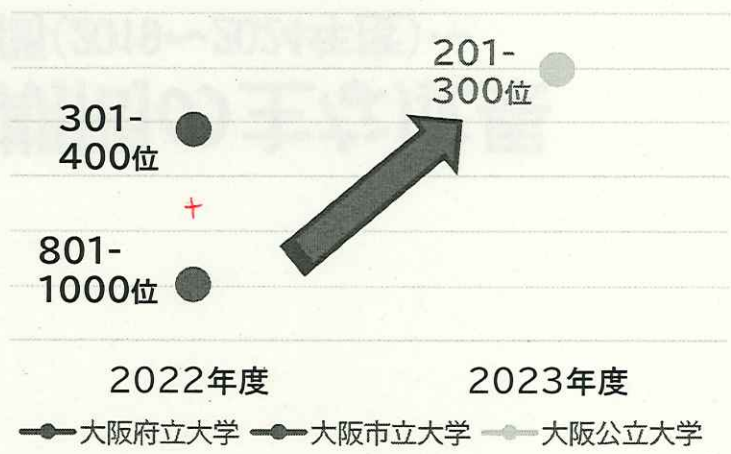 201-
300位
301-
400位
+
801-
1000位
2022年度 2023年度
大阪府立大学 大阪市立大学 大阪公立大学